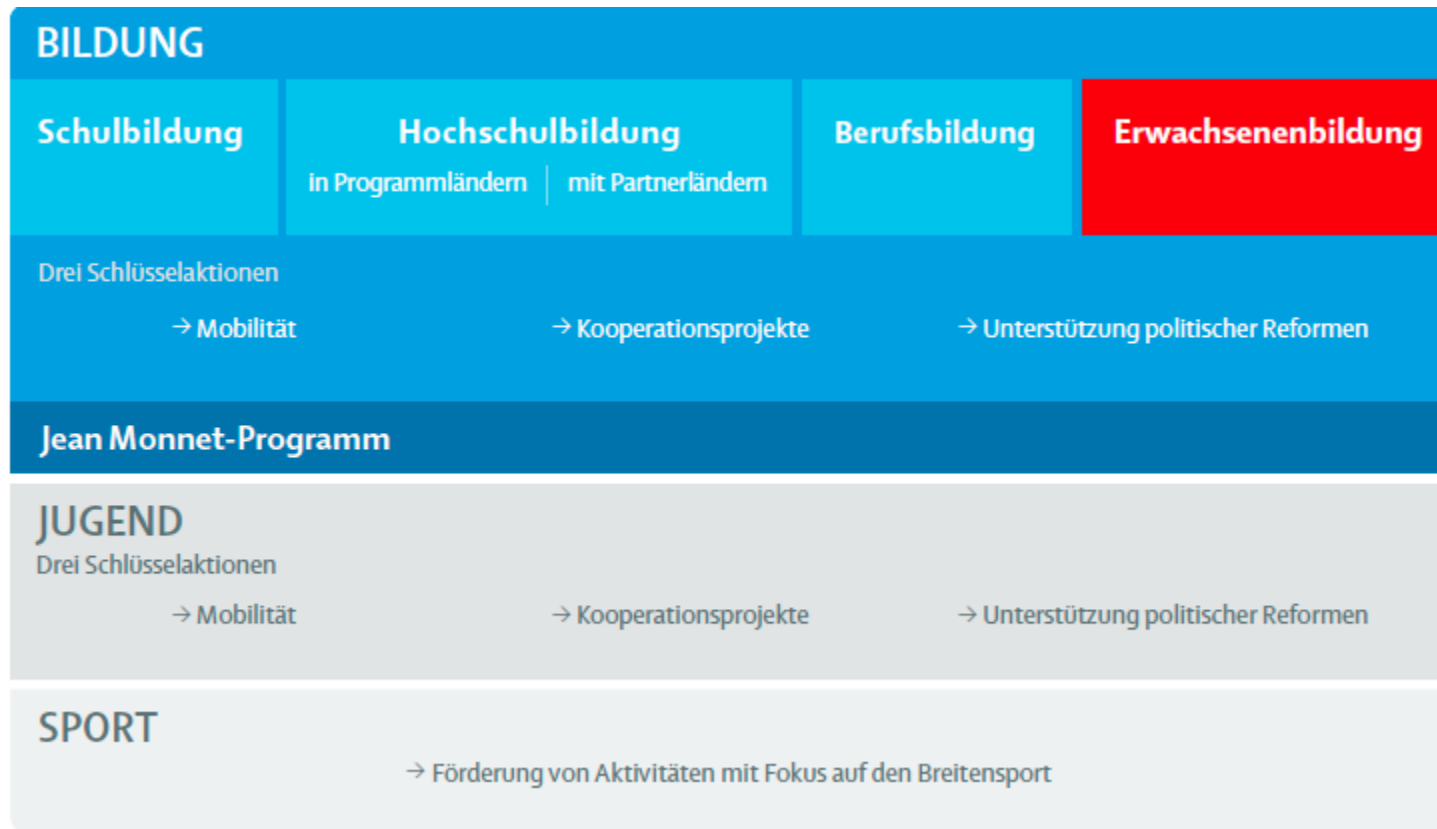 BILDUNG
Schulbildung
Hochschulbildung
in Programmländern | mit Partnerländern
Berufsbildung
Erwachsenenbildung
Drei Schlüsselaktionen
→ Mobilität → Kooperationsprojekte → Unterstützung politischer Reformen
Jean Monnet-Programm
JUGEND
Drei Schlüsselaktionen
→ Mobilität → Kooperationsprojekte → Unterstützung politischer Reformen
SPORT
→ Förderung von Aktivitäten mit Fokus auf den Breitensport